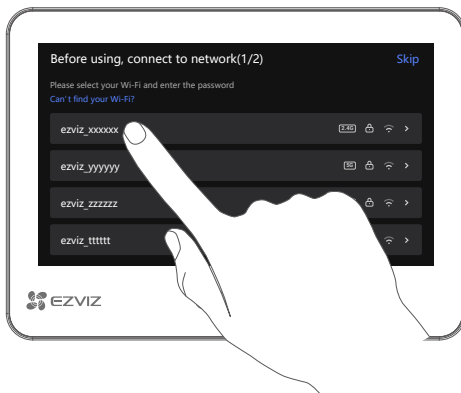 Before using, connect to network(1/2) Skip
Please select your Wi-Fi and enter the password
Can't find your Wi-Fi?
ezviz_xxxxxx 2.4G
ezviz_yyyyyy 5G
ezviz_zzzzzz
ezviz_tttttt
EZVIZ